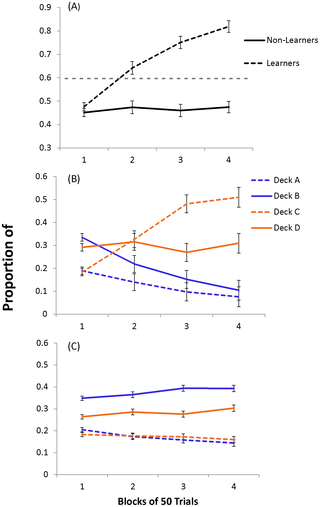 (A)
0.9
0.8
0.7
0.6
0.5
0.4
0.3
1 2 3 4
Non-Learners
Learners
(B)
0.6
0.5
0.4
0.3
0.2
0.1
0
1 2 3 4
Deck A
Deck B
Deck C
Deck D
Proportion of
(C)
0.6
0.5
0.4
0.3
0.2
0.1
0
1 2 3 4
Blocks of 50 Trials